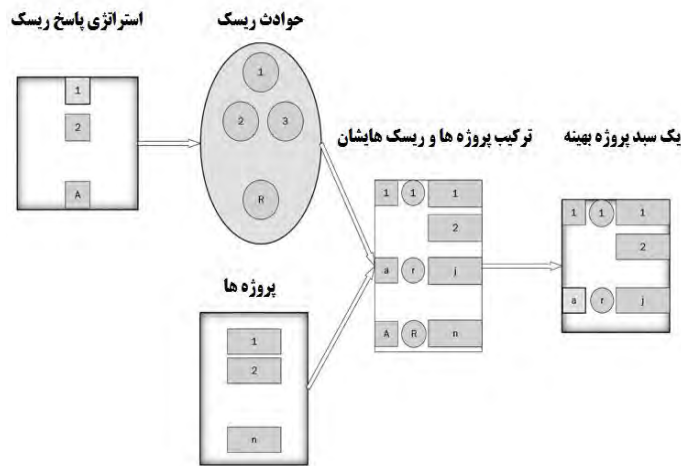 استراتژی پاسخ ریسک
حوادث ریسک
1
2
A
1
2 3
R
ترکیب پروژه ها و ریسک هایشان
یک سبد پروژه بهینه
1 1 1
2
a r j
A R n
1 1 1
2
a r j
پروژه ها
1
2
n